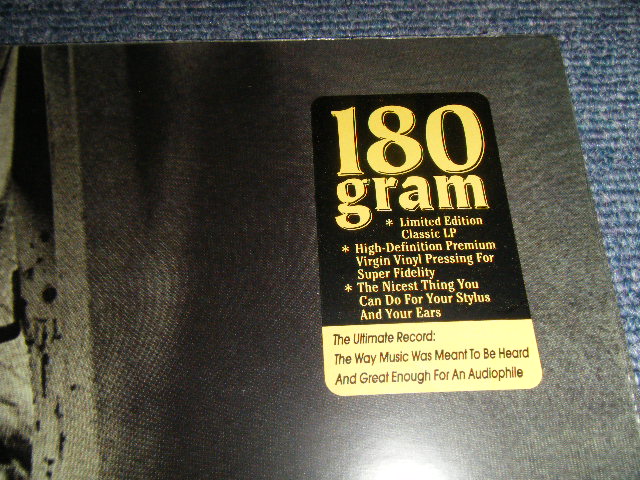 180
gram
* Limited Edition
Classic LP
* High-Definition Premium
Virgin Vinyl Pressing For
Super Fidelity
* The Nicest Thing You
Can Do For Your Stylus
And Your Ears
The Ultimate Record:
The Way Music Was Meant To Be Heard
And Great Enough For An Audiophile